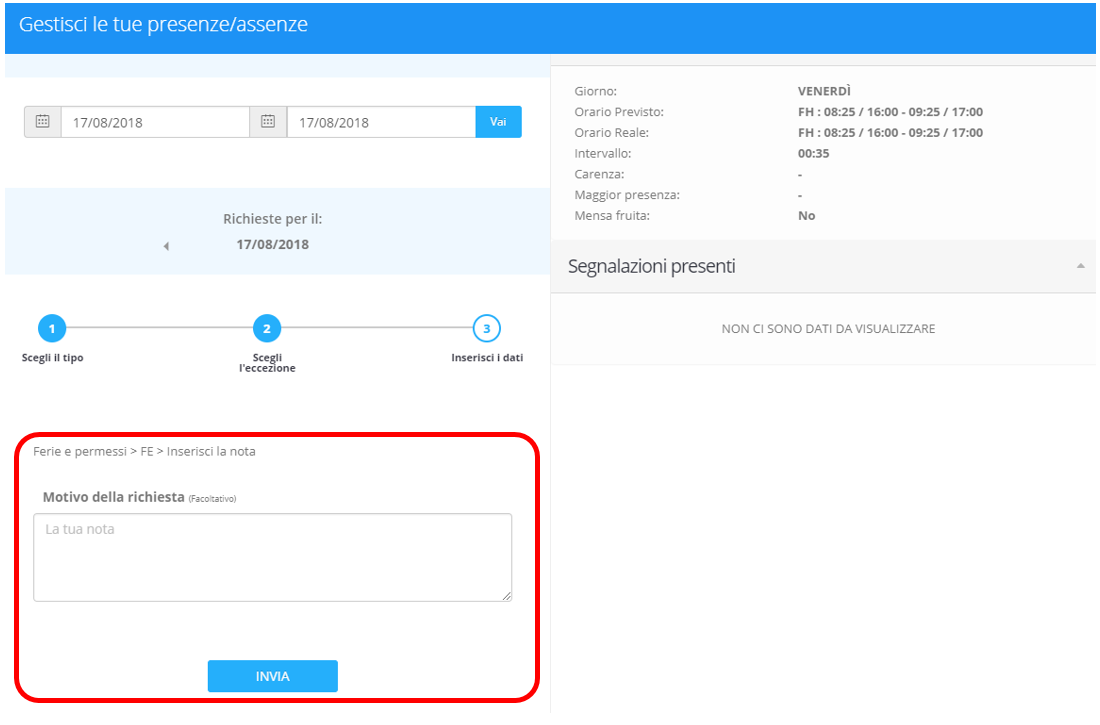 Gestisci le tue presenze/assenze
17/08/2018
17/08/2018
Vai
Richieste per il:
17/08/2018
1
2
3
Scegli il tipo
Scegli
l'eccezione
Inserisci i dati
Ferie e permessi > FE > Inserisci la nota
Motivo della richiesta (Facoltativo)
La tua nota
INVIA
Giorno: VENERDÌ
Orario Previsto: FH : 08:25 / 16:00 - 09:25 / 17:00
Orario Reale: FH : 08:25 / 16:00 - 09:25 / 17:00
Intervallo: 00:35
Carenza: -
Maggior presenza: -
Mensa fruita: No
Segnalazioni presenti
NON CI SONO DATI DA VISUALIZZARE